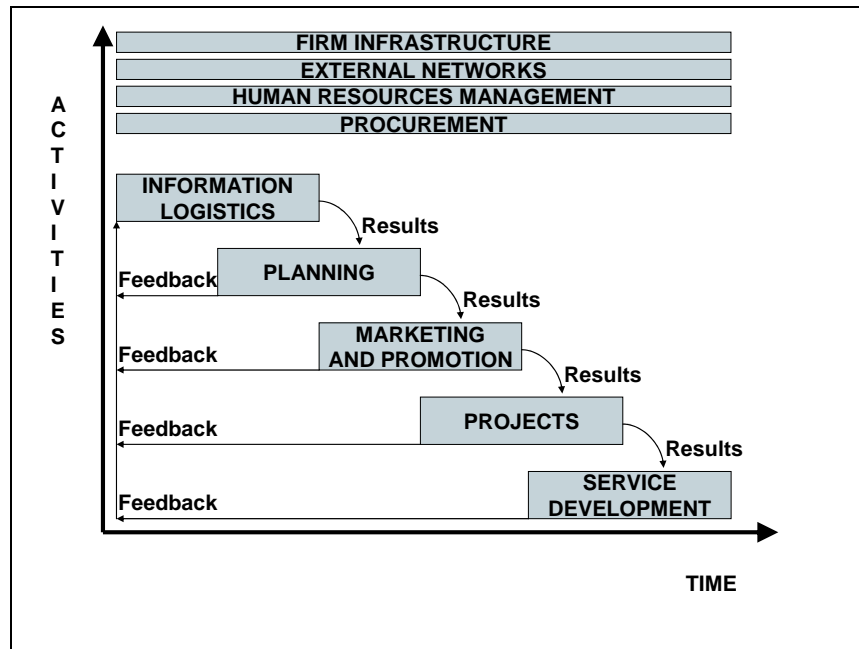 FIRM INFRASTRUCTURE
EXTERNAL NETWORKS
HUMAN RESOURCES MANAGEMENT
PROCUREMENT
ACTIVITIES
INFORMATION
LOGISTICS
Results
PLANNING
Feedback
Results
MARKETING
AND PROMOTION
Feedback
Results
PROJECTS
Feedback
Results
SERVICE
DEVELOPMENT
Feedback
TIME